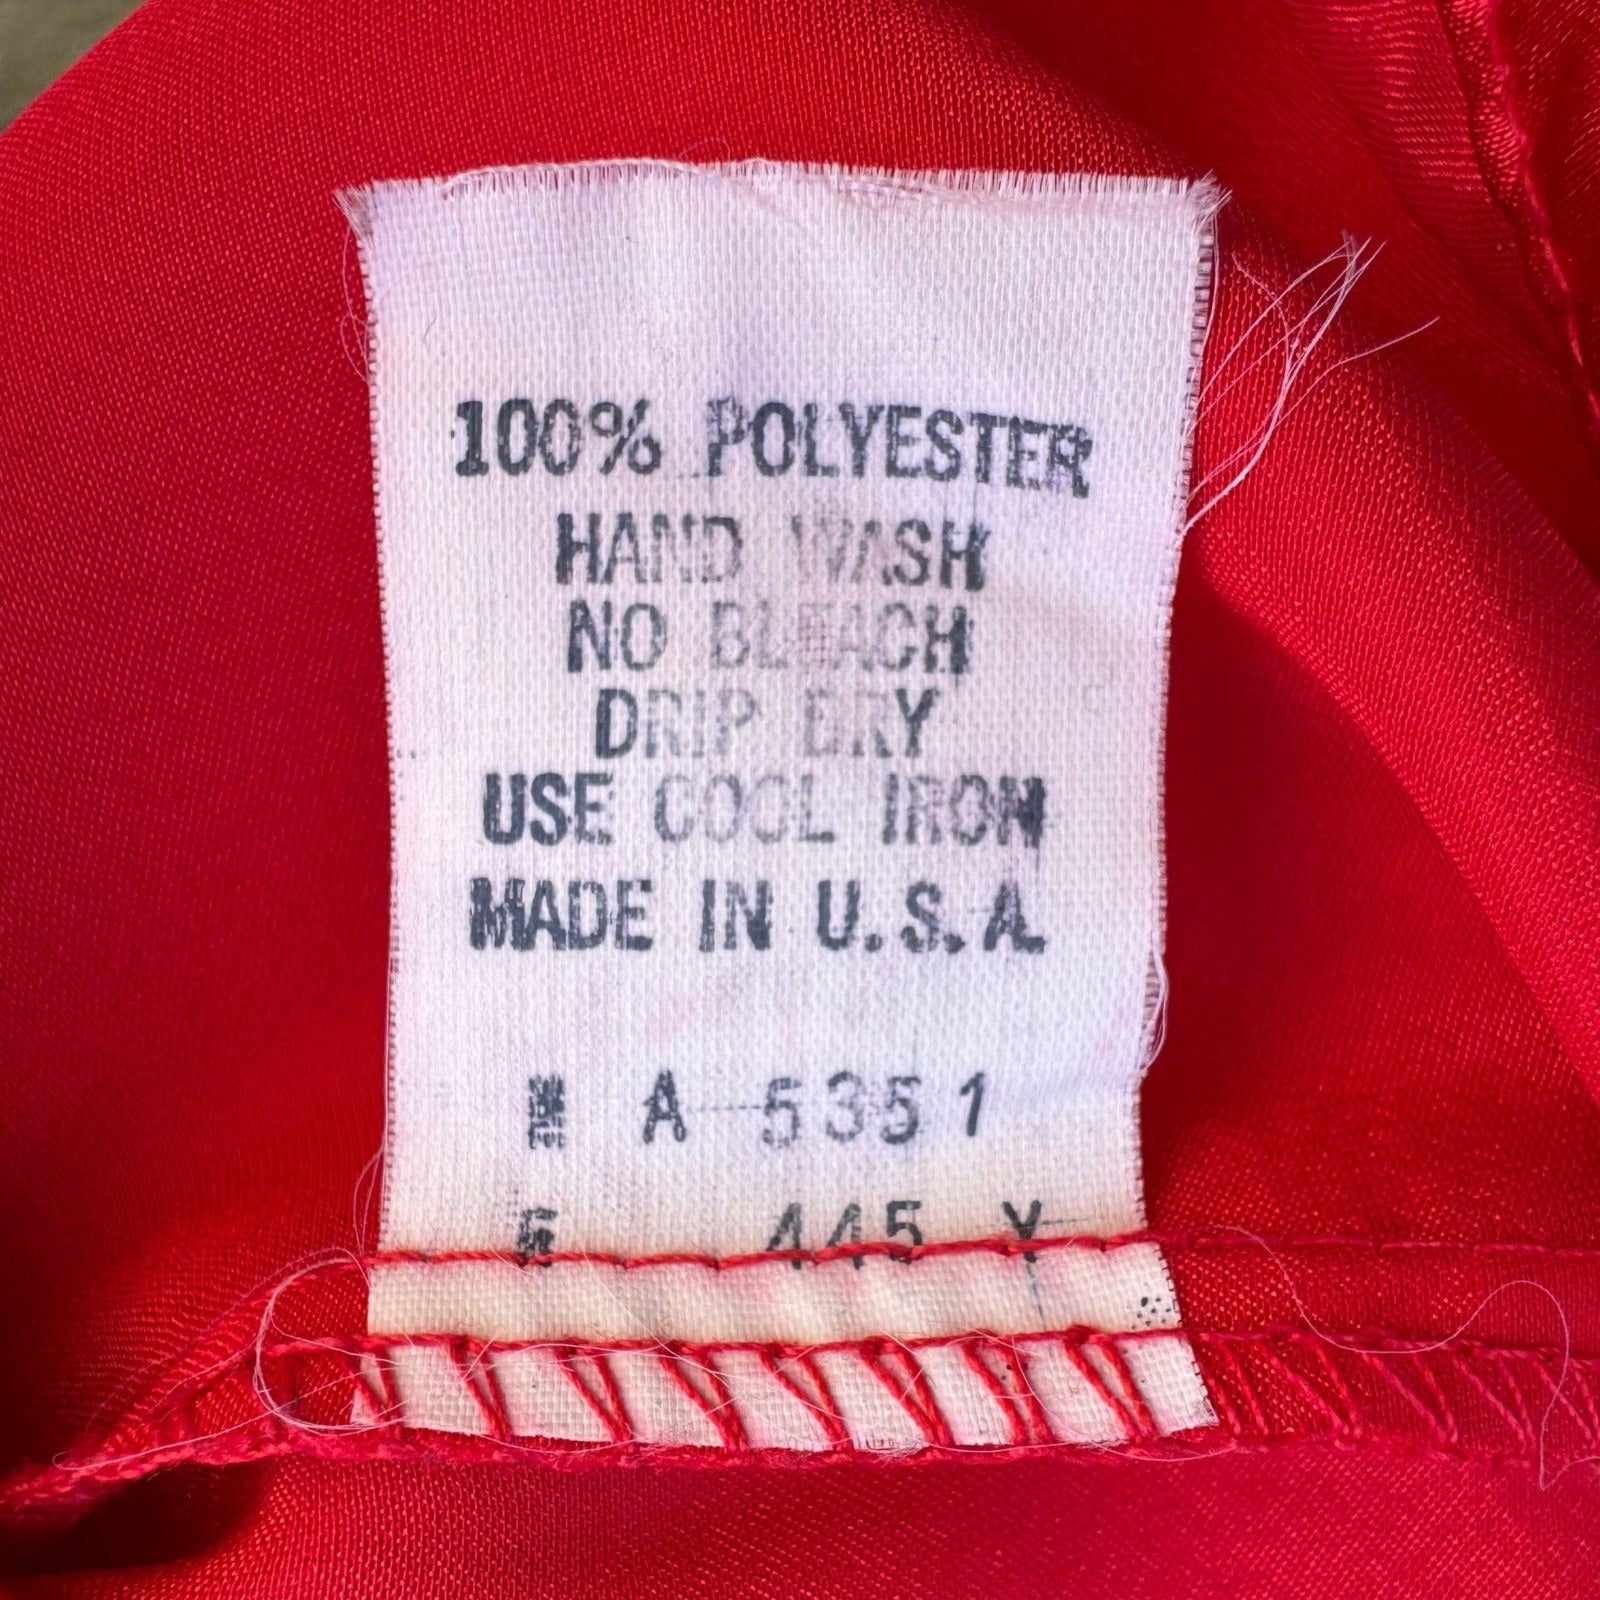 100% POLYESTER
HAND WASH
NO BLEACH
DRIP DRY
USE COOL IRON
MADE IN U.S.A.
A 5351
445 Y